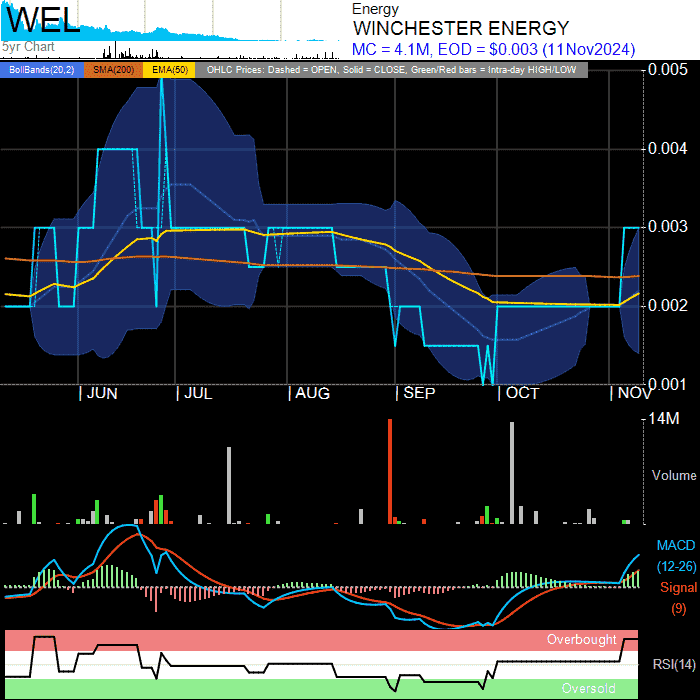 WEL
5yr Chart
Energy
WINCHESTER ENERGY
MC = 4.1M, EOD = $0.003 (11Nov2024)
BollBands(20,2) SMA(200) EMA(50) OHLC Prices: Dashed = OPEN, Solid = CLOSE, Green/Red bars = Intra-day HIGH/LOW
0.005
0.004
0.003
0.002
0.001
JUN JUL AUG SEP OCT NOV
14M
Volume
MACD
(12-26)
Signal
(9)
Overbought
RSI(14)
Oversold